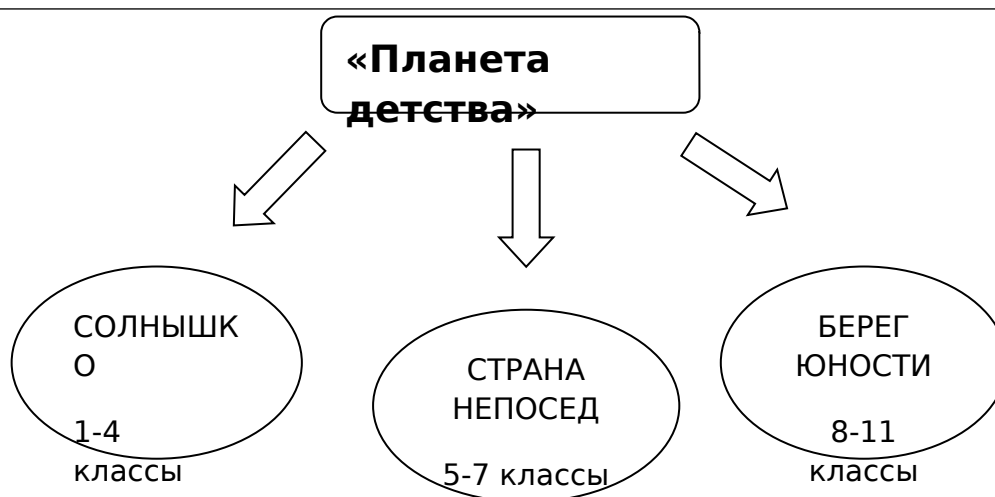 «Планета
детства»
СОЛНЫШК
О
1-4
классы
СТРАНА
НЕПОСЕД
5-7 классы
БЕРЕГ
ЮНОСТИ
8-11
классы